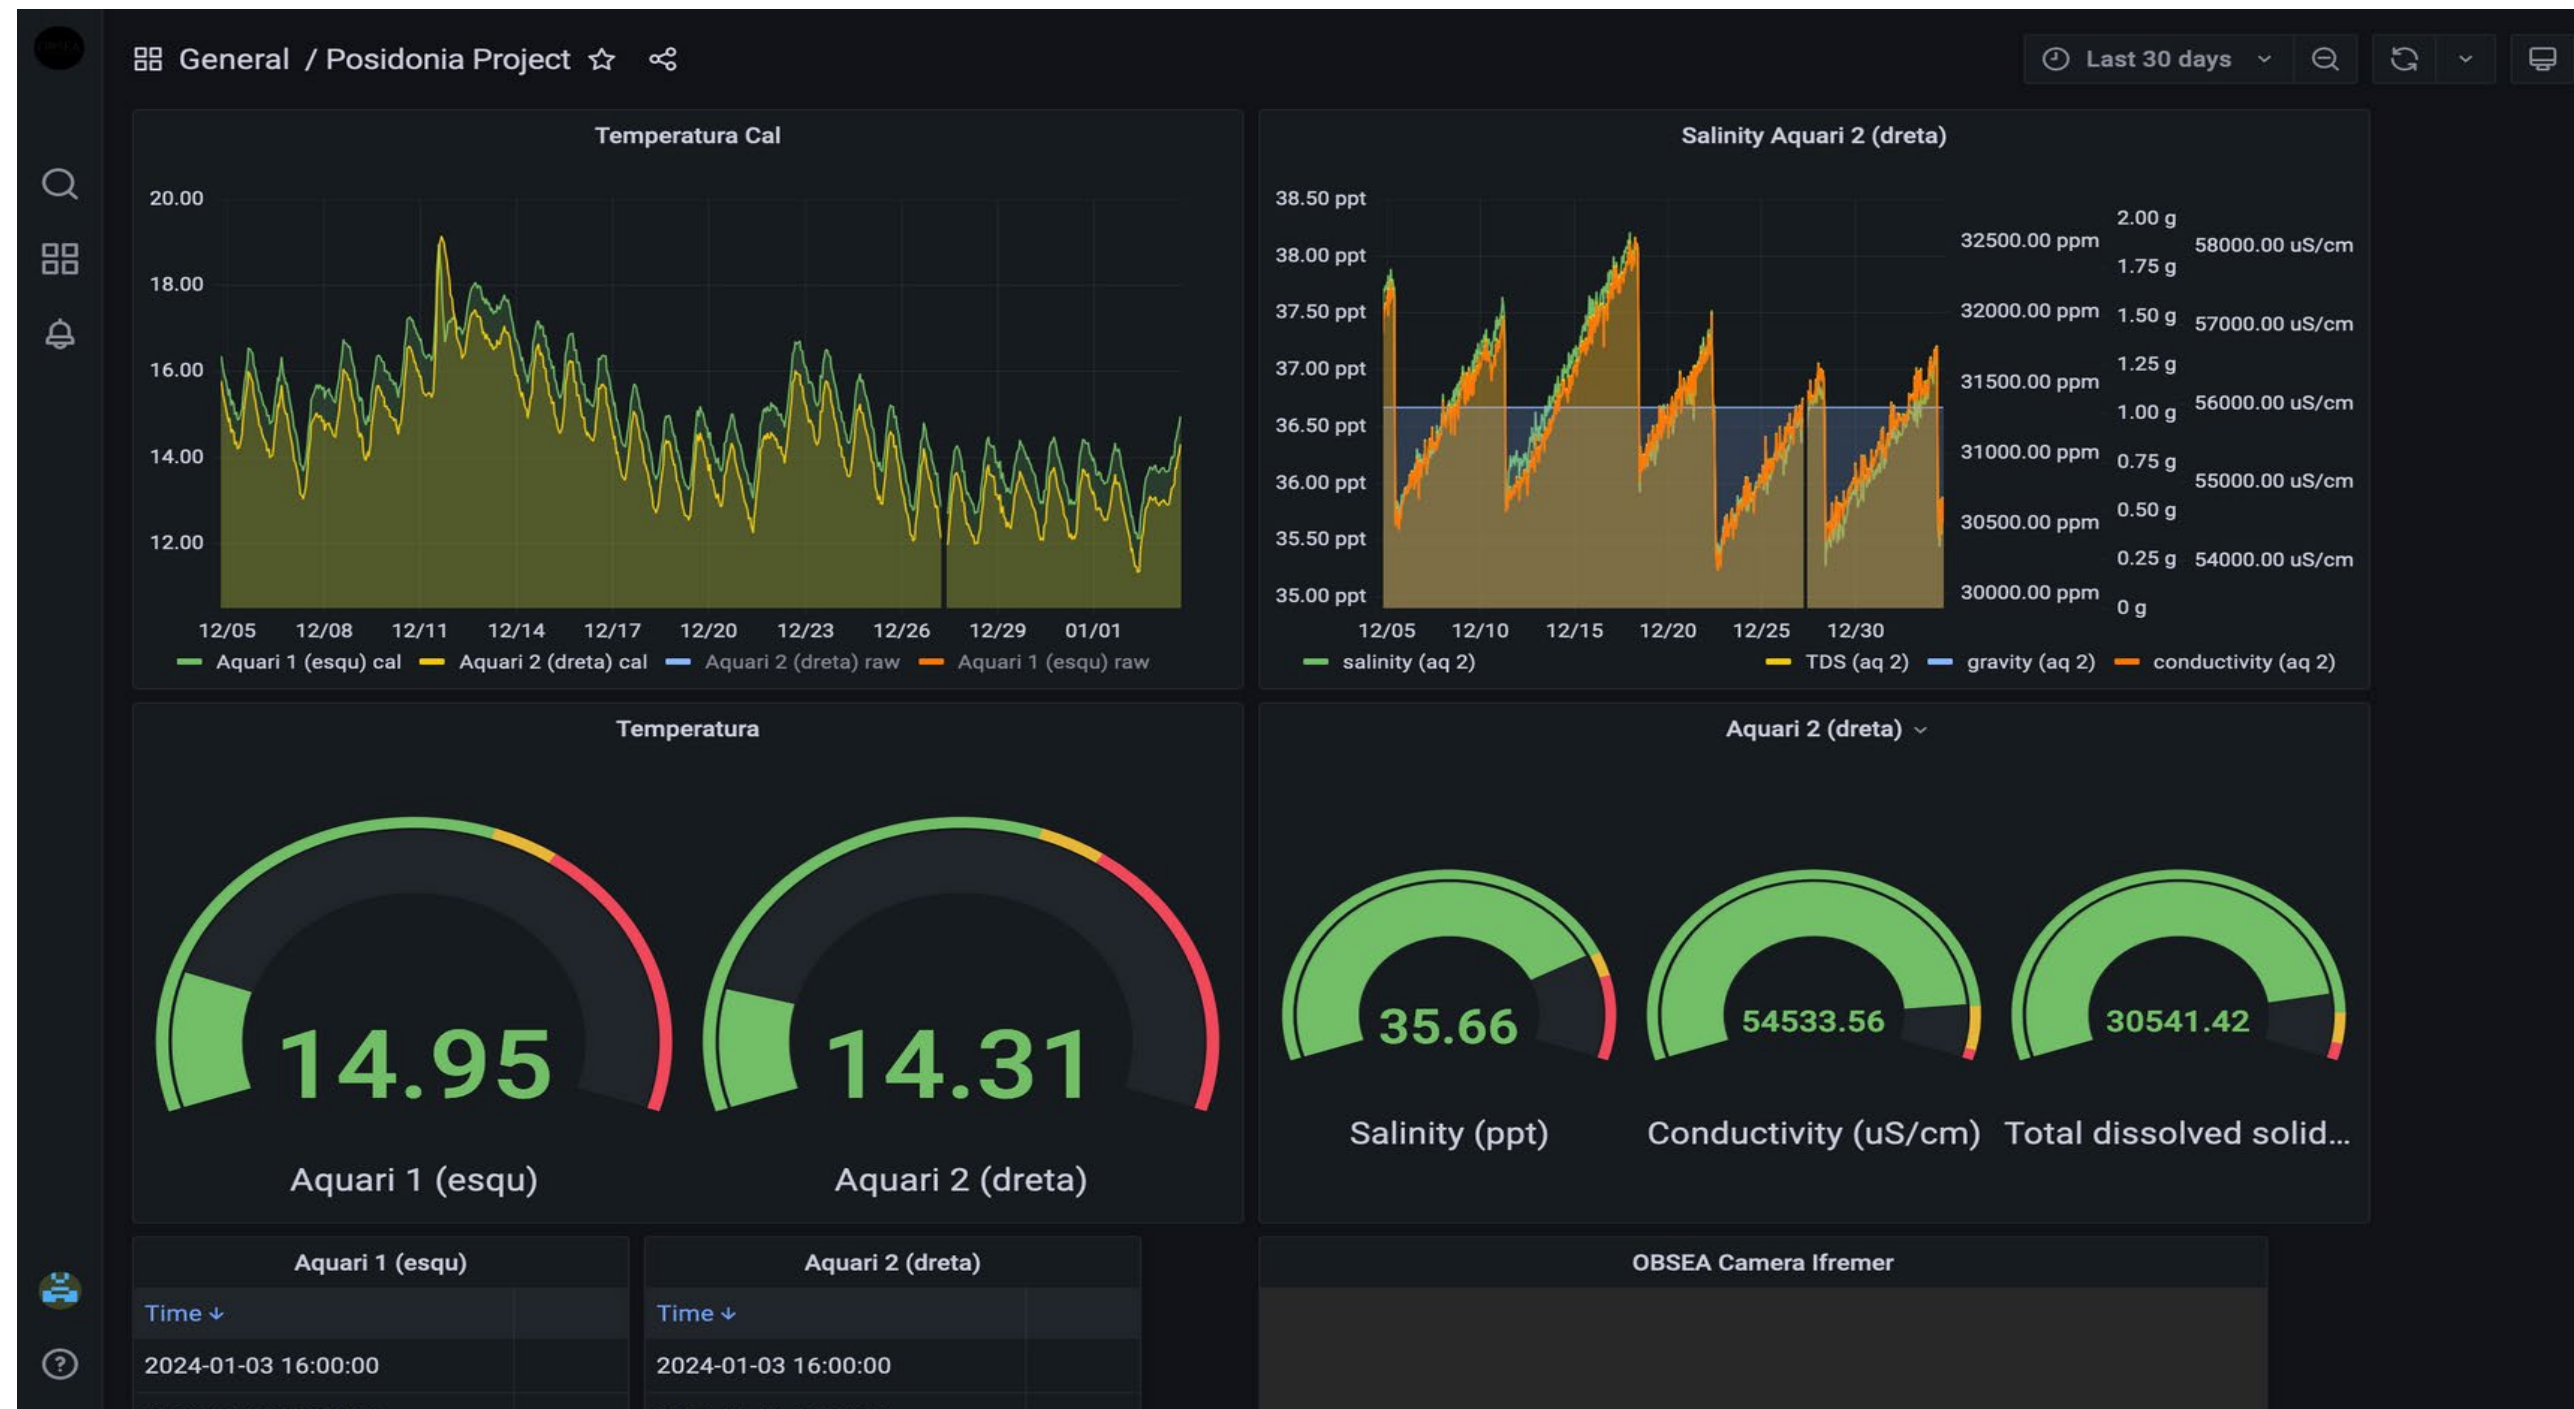 General / Posidonia Project
Last 30 days
Temperatura Cal
20.00
18.00
16.00
14.00
12.00
12/05 12/08 12/11 12/14 12/17 12/20 12/23 12/26 12/29 01/01
Aquari 1 (esqu) cal Aquari 2 (dreta) cal Aquari 2 (dreta) raw Aquari 1 (esqu) raw
Salinity Aquari 2 (dreta)
38.50 ppt
38.00 ppt
37.50 ppt
37.00 ppt
36.50 ppt
36.00 ppt
35.50 ppt
35.00 ppt
32500.00 ppm
32000.00 ppm
31500.00 ppm
31000.00 ppm
30500.00 ppm
30000.00 ppm
2.00 g
1.75 g
1.50 g
1.25 g
1.00 g
0.75 g
0.50 g
0.25 g
0 g
58000.00 uS/cm
57000.00 uS/cm
56000.00 uS/cm
55000.00 uS/cm
54000.00 uS/cm
12/05 12/10 12/15 12/20 12/25 12/30
salinity (aq 2) TDS (aq 2) gravity (aq 2) conductivity (aq 2)
Temperatura
14.95
Aquari 1 (esqu)
14.31
Aquari 2 (dreta)
Aquari 2 (dreta)
35.66
Salinity (ppt)
54533.56
Conductivity (uS/cm)
30541.42
Total dissolved solid...
Aquari 1 (esqu)
Time
2024-01-03 16:00:00
Aquari 2 (dreta)
Time
2024-01-03 16:00:00
OBSEA Camera Ifremer